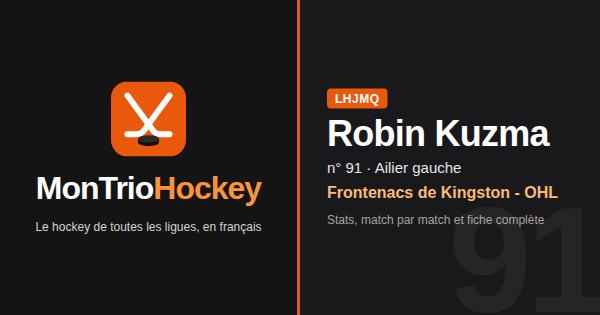 MonTrioHockey
Le hockey de toutes les ligues, en français
LHJMQ
Robin Kuzma
n° 91 · Ailier gauche
Frontenacs de Kingston - OHL
Stats, match par match et fiche complète
91